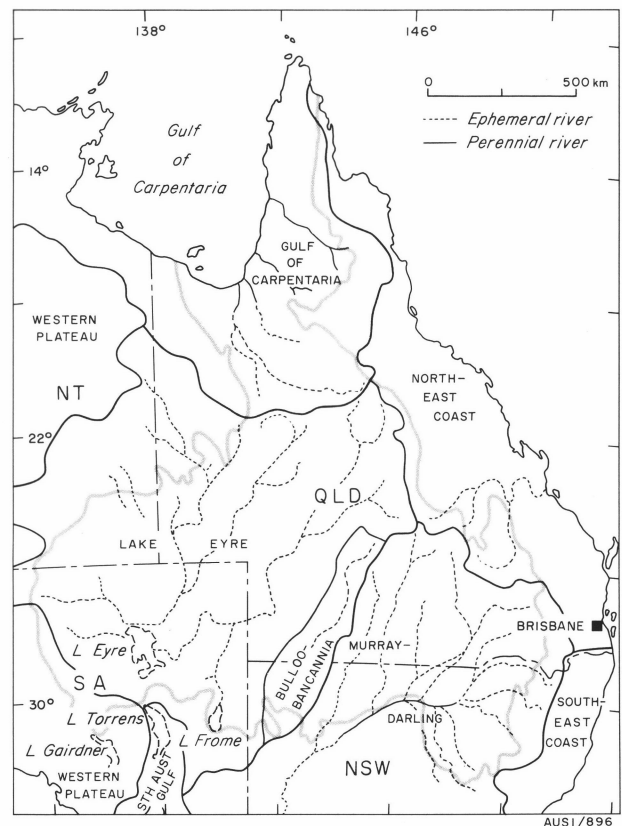 138°
146°
0 500 km
Ephemeral river
Perennial river
Gulf
of
Carpentaria
14°
GULF
OF
CARPENTARIA
WESTERN
PLATEAU
NORTH-
EAST
COAST
NT
22°
QLD
LAKE EYRE
BRISBANE
L Eyre
MURRAY-
BULLOO-
BANCANNIA
SA
30°
L Torrens
DARLING
SOUTH-
EAST
COAST
L Frome
L Gairdner
NSW
WESTERN
PLATEAU
STH AUST
GULF
AUS1/896